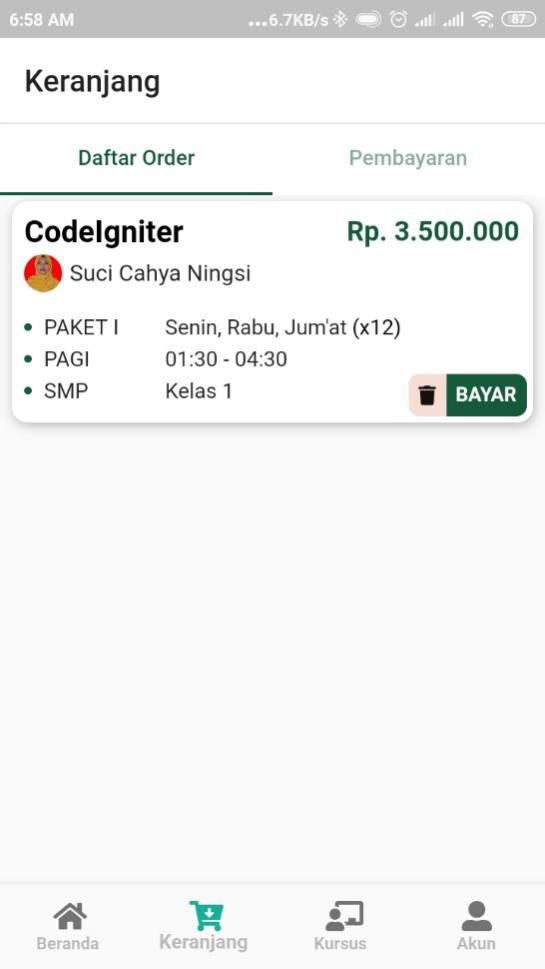 6:58 AM ...6.7KB/s 87
Keranjang
Daftar Order Pembayaran
CodeIgniter Rp. 3.500.000
Suci Cahya Ningsi
• PAKET I Senin, Rabu, Jum'at (x12)
• PAGI 01:30 - 04:30
• SMP Kelas 1
BAYAR
Beranda Keranjang Kursus Akun